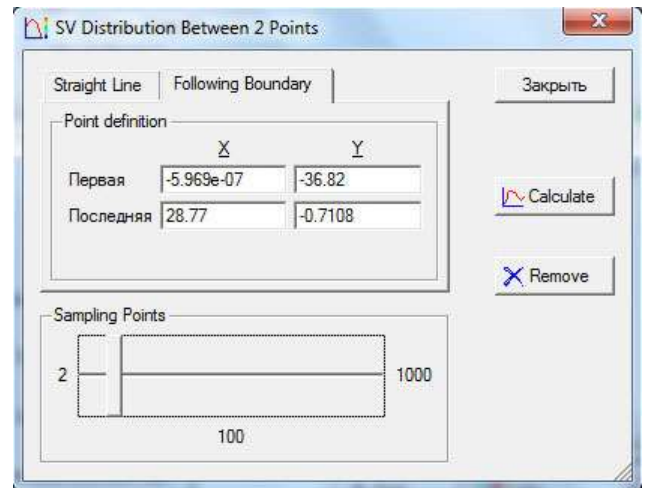 SV Distribution Between 2 Points
Straight Line Following Boundary
Закрыть
Point definition
X Y
Первая -5.969e-07 -36.82
Последняя 28.77 -0.7108
Calculate
Remove
Sampling Points
2 1000
100